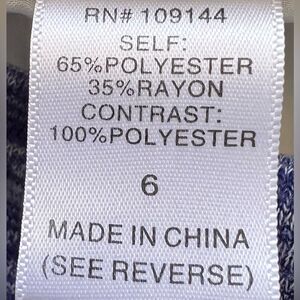 RN# 109144
SELF:
65%POLYESTER
35%RAYON
CONTRAST:
100%POLYESTER
6
MADE IN CHINA
(SEE REVERSE)